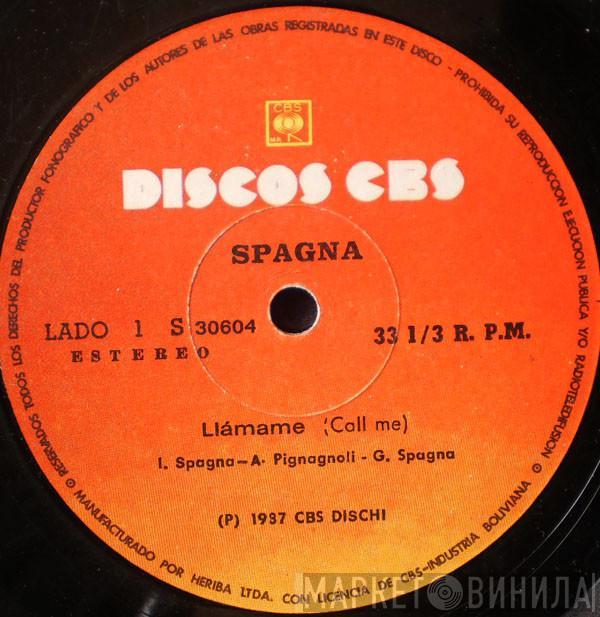 RESERVADOS TODOS LOS DERECHOS DEL PRODUCTOR FONOGRAFICO Y DE LOS AUTORES DE LAS OBRAS REGISTRADAS EN ESTE DISCO - PROHIBIDA SU REPRODUCCION EJECUCION PUBLICA Y/O RADIOTELEDIFUSION
CBS
M.R.
DISCOS CBS
SPAGNA
LADO 1 S 30604
33 1/3 R. P.M.
ESTEREO
Llámame (Call me)
I. Spagna–A. Pignagnoli - G. Spagna
(P) 1987 CBS DISCHI
MANUFACTURADO POR HERIBA LTDA. CON LICENCIA DE CBS-INDUSTRIA BOLIVIANA
МАРКЕТ ВИНИЛА